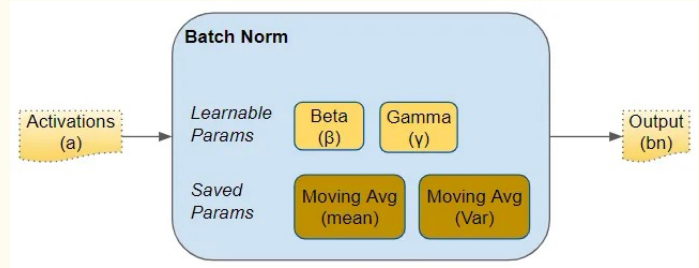 Batch Norm
Activations
(a)
Learnable
Params
Beta
(β)
Gamma
(γ)
Output
(bn)
Saved
Params
Moving Avg
(mean)
Moving Avg
(Var)